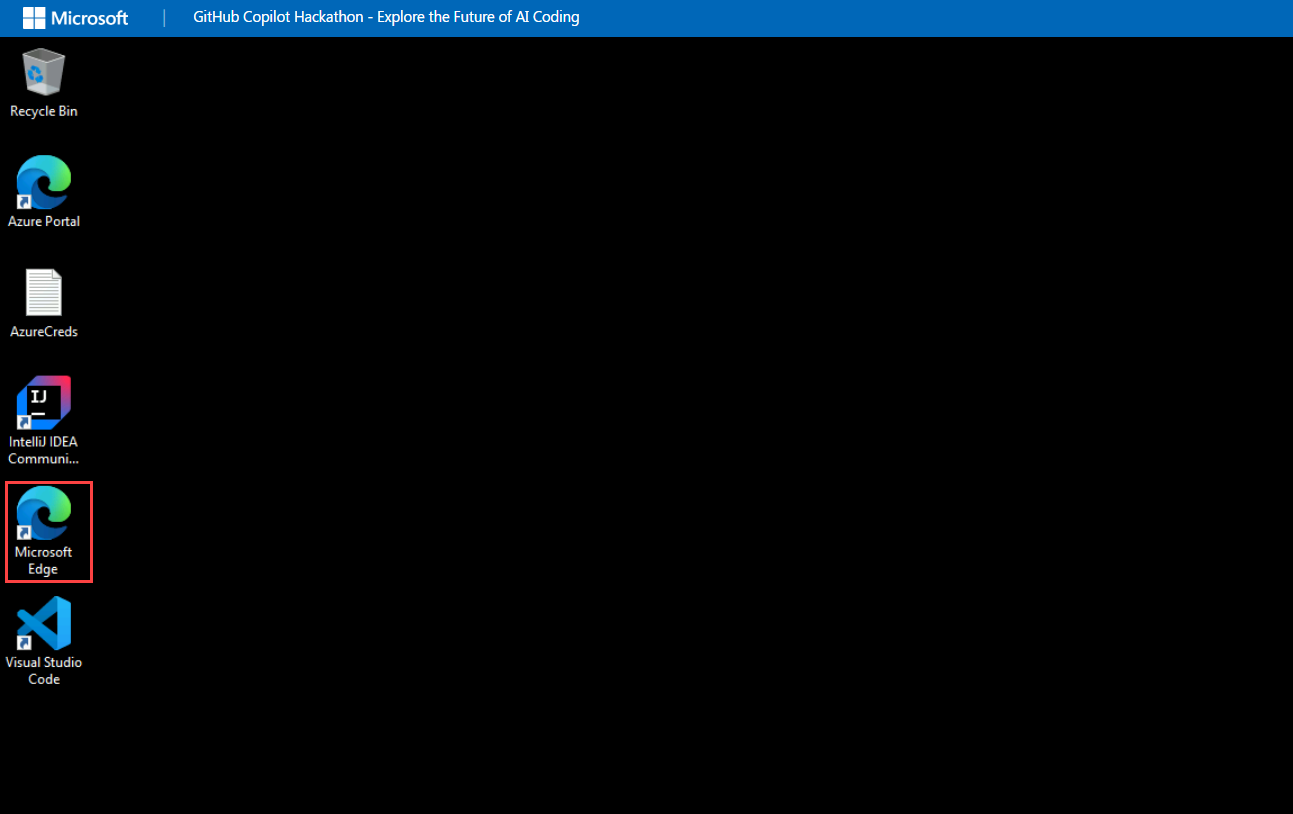 Microsoft | GitHub Copilot Hackathon - Explore the Future of AI Coding
Recycle Bin
Azure Portal
AzureCreds
IJ
IntelliJ IDEA
Communi...
Microsoft
Edge
Visual Studio
Code